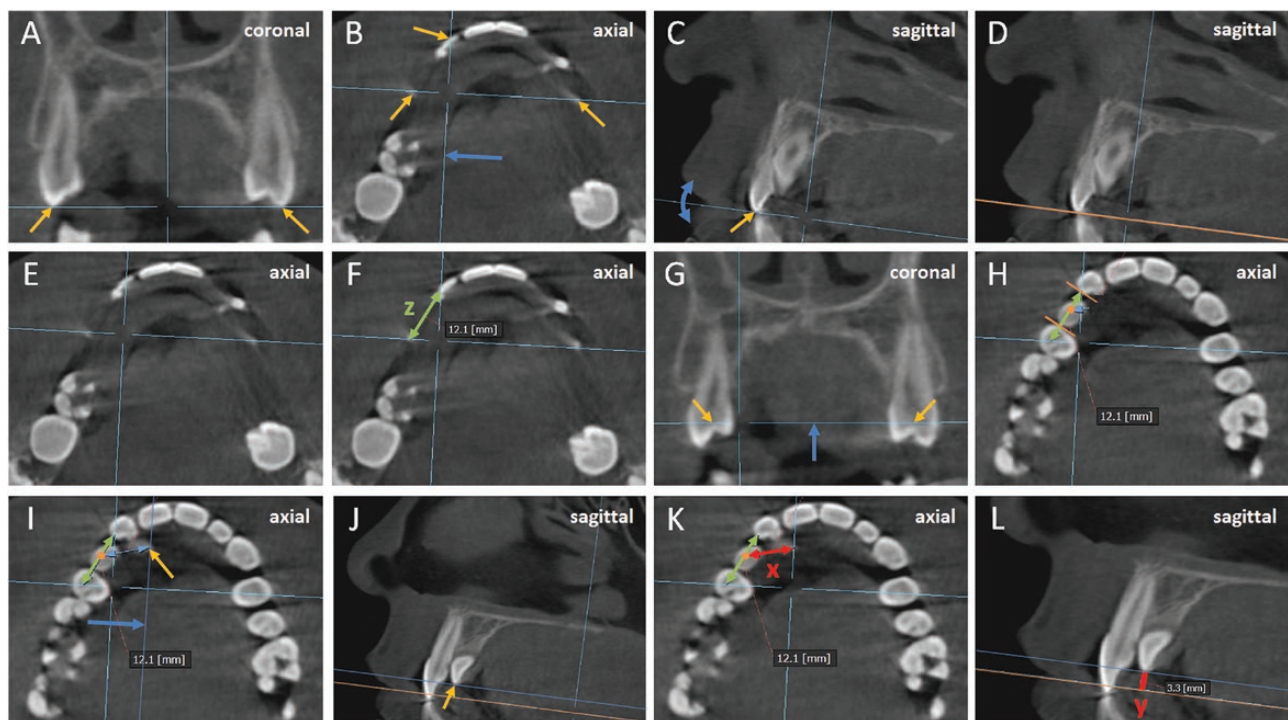 A coronal
B axial
C sagittal
D sagittal
E axial
F axial
z
12.1 [mm]
G coronal
H axial
12.1 [mm]
I axial
12.1 [mm]
J sagittal
K axial
x
12.1 [mm]
L sagittal
3.3 [mm]
y